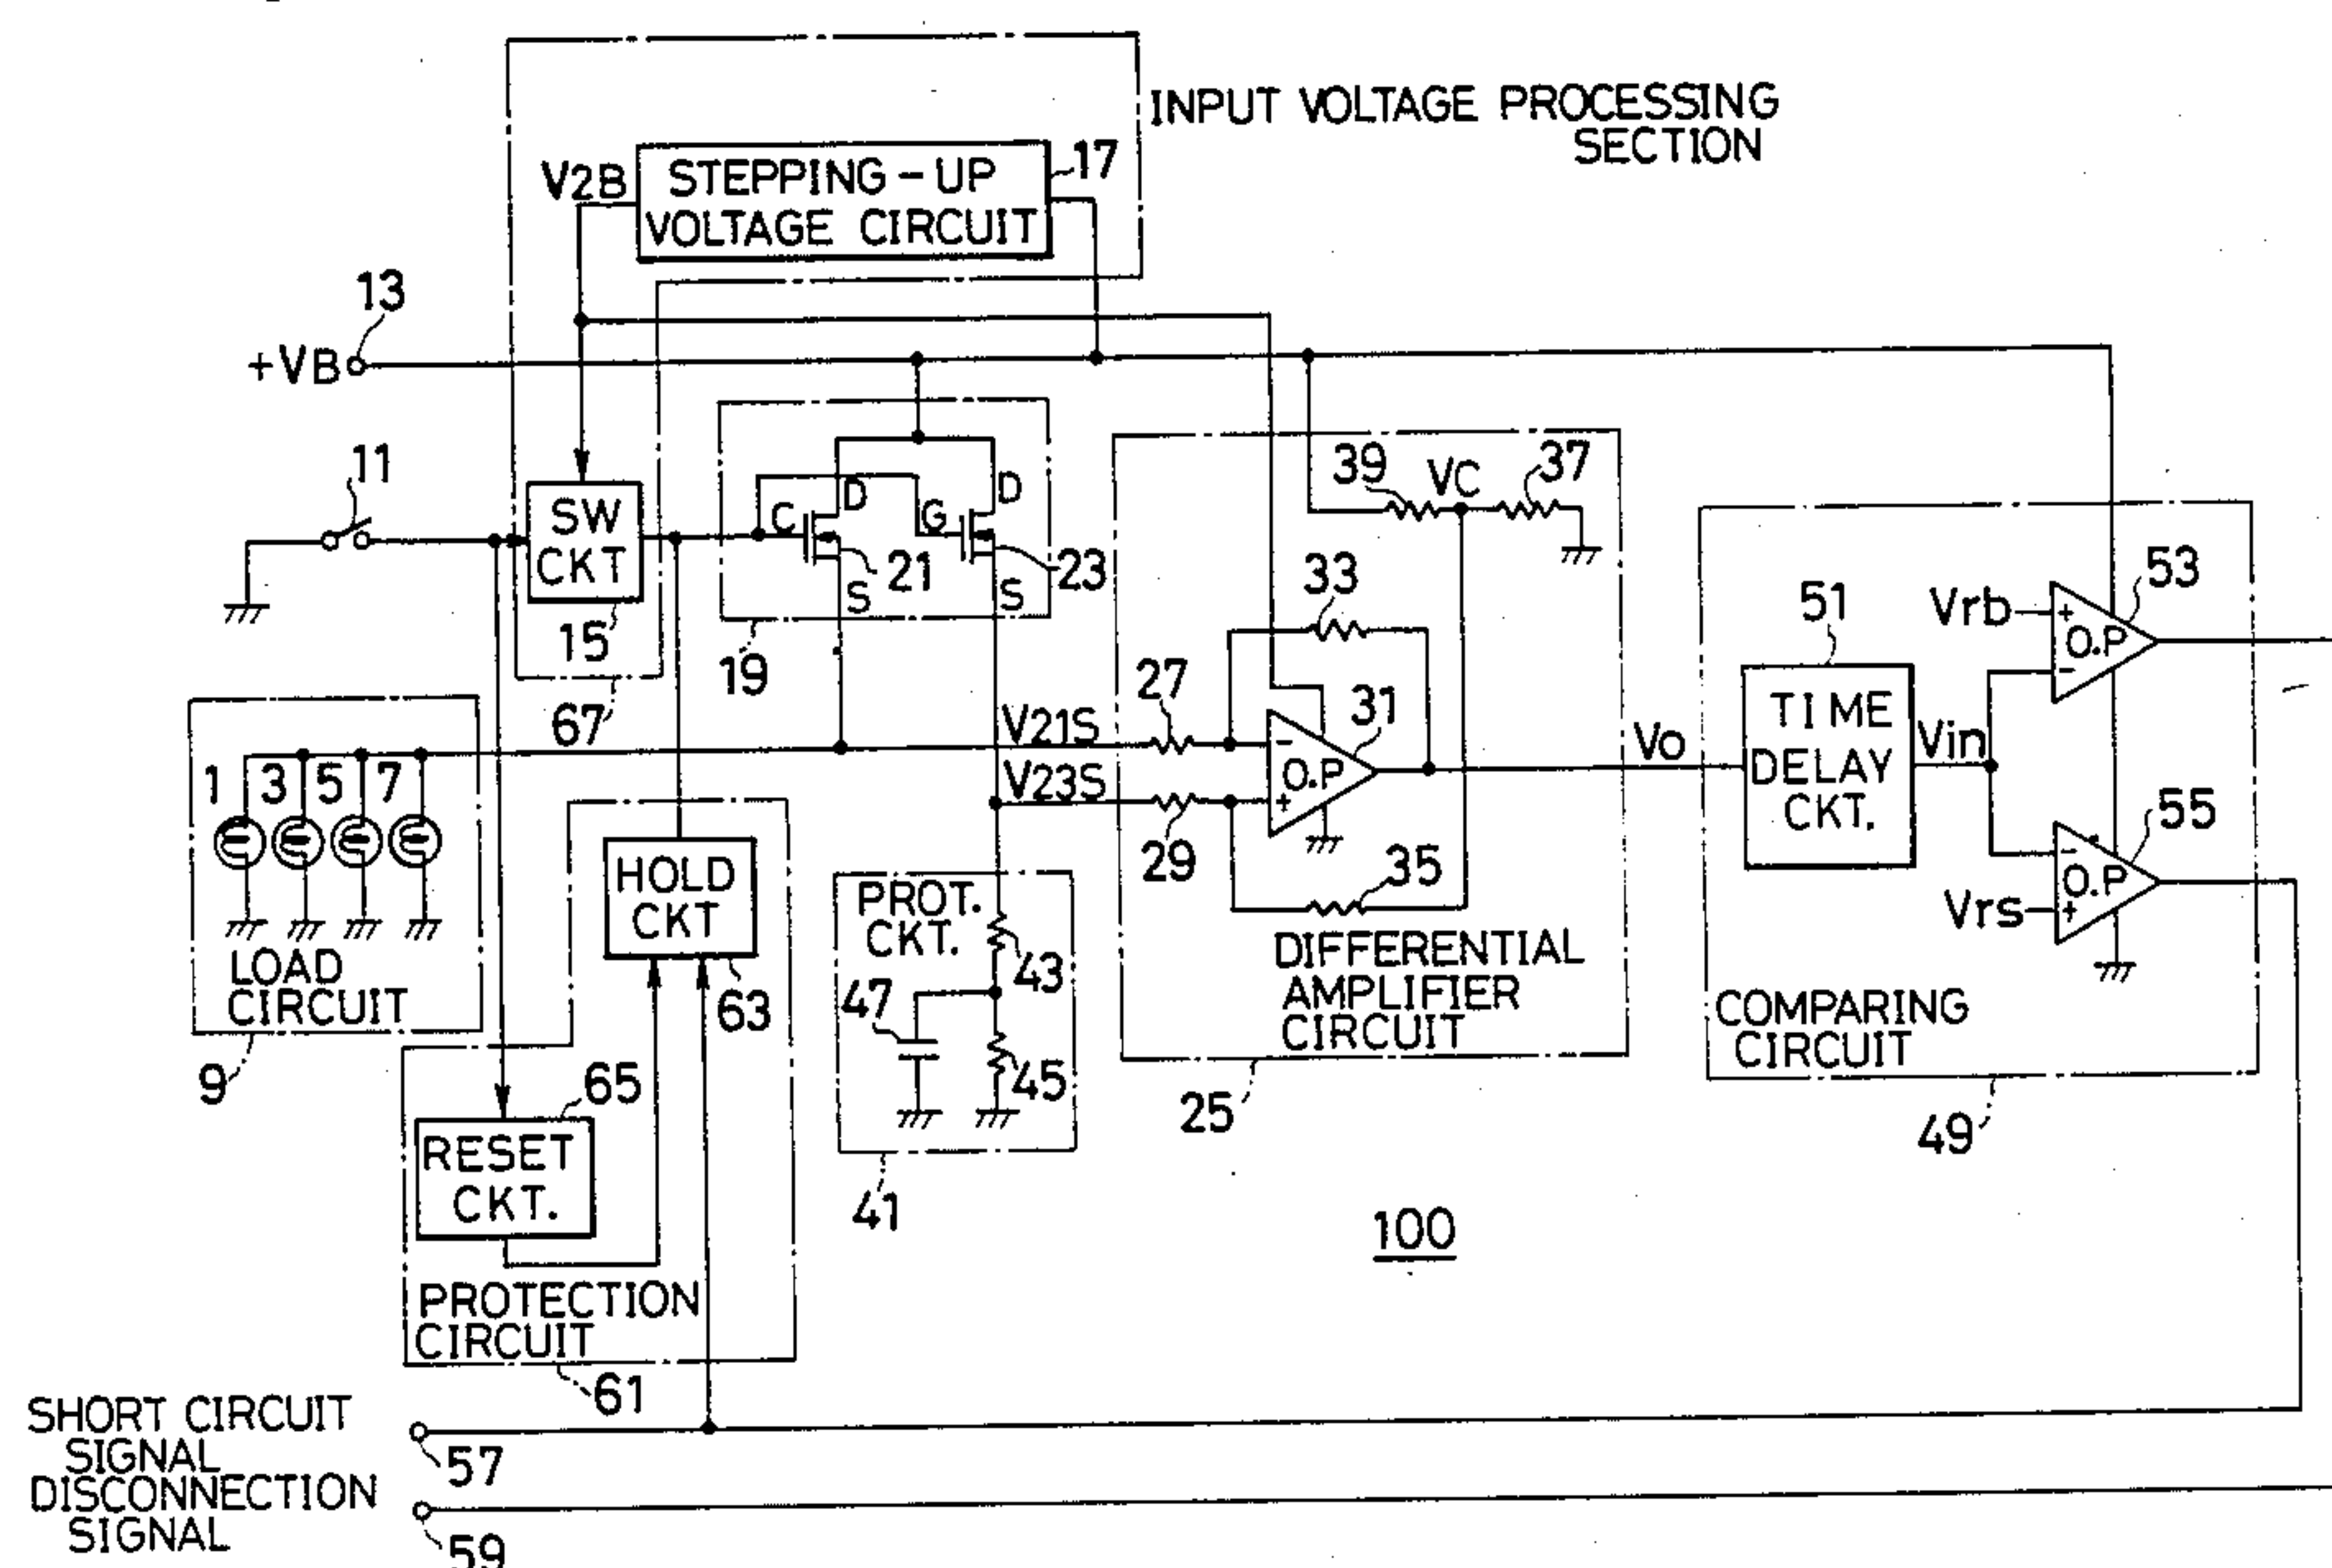 INPUT VOLTAGE PROCESSING
SECTION
V2B
STEPPING-UP
VOLTAGE CIRCUIT
17
13
+VB
11
SW
CKT
15
67
C
D
G
D
S
21
S
23
19
39
VC
37
33
27
V21S
V23S
29
31
O.P
-
+
35
DIFFERENTIAL
AMPLIFIER
CIRCUIT
25
Vo
51
TIME
DELAY
CKT.
Vin
Vrb
+
O.P
-
53
-
O.P
+
55
Vrs
COMPARING
CIRCUIT
49
1 3 5 7
LOAD
CIRCUIT
9
HOLD
CKT
63
PROT.
CKT.
43
47
45
41
65
RESET
CKT.
PROTECTION
CIRCUIT
61
100
SHORT CIRCUIT
SIGNAL
57
DISCONNECTION
SIGNAL
59